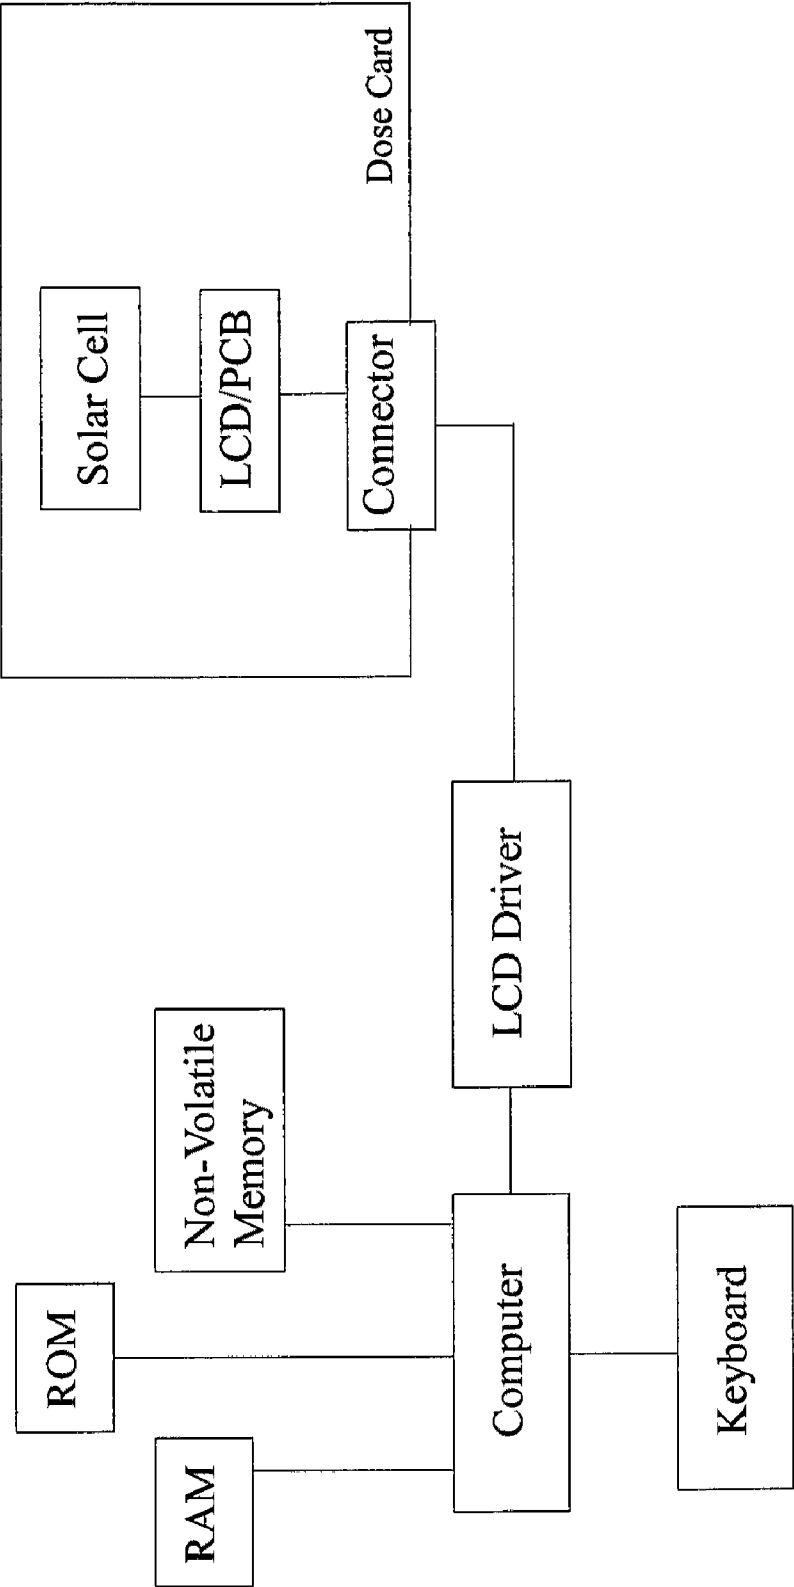 RAM
ROM
Non-Volatile
Memory
Computer
Keyboard
LCD Driver
Solar Cell
LCD/PCB
Connector
Dose Card